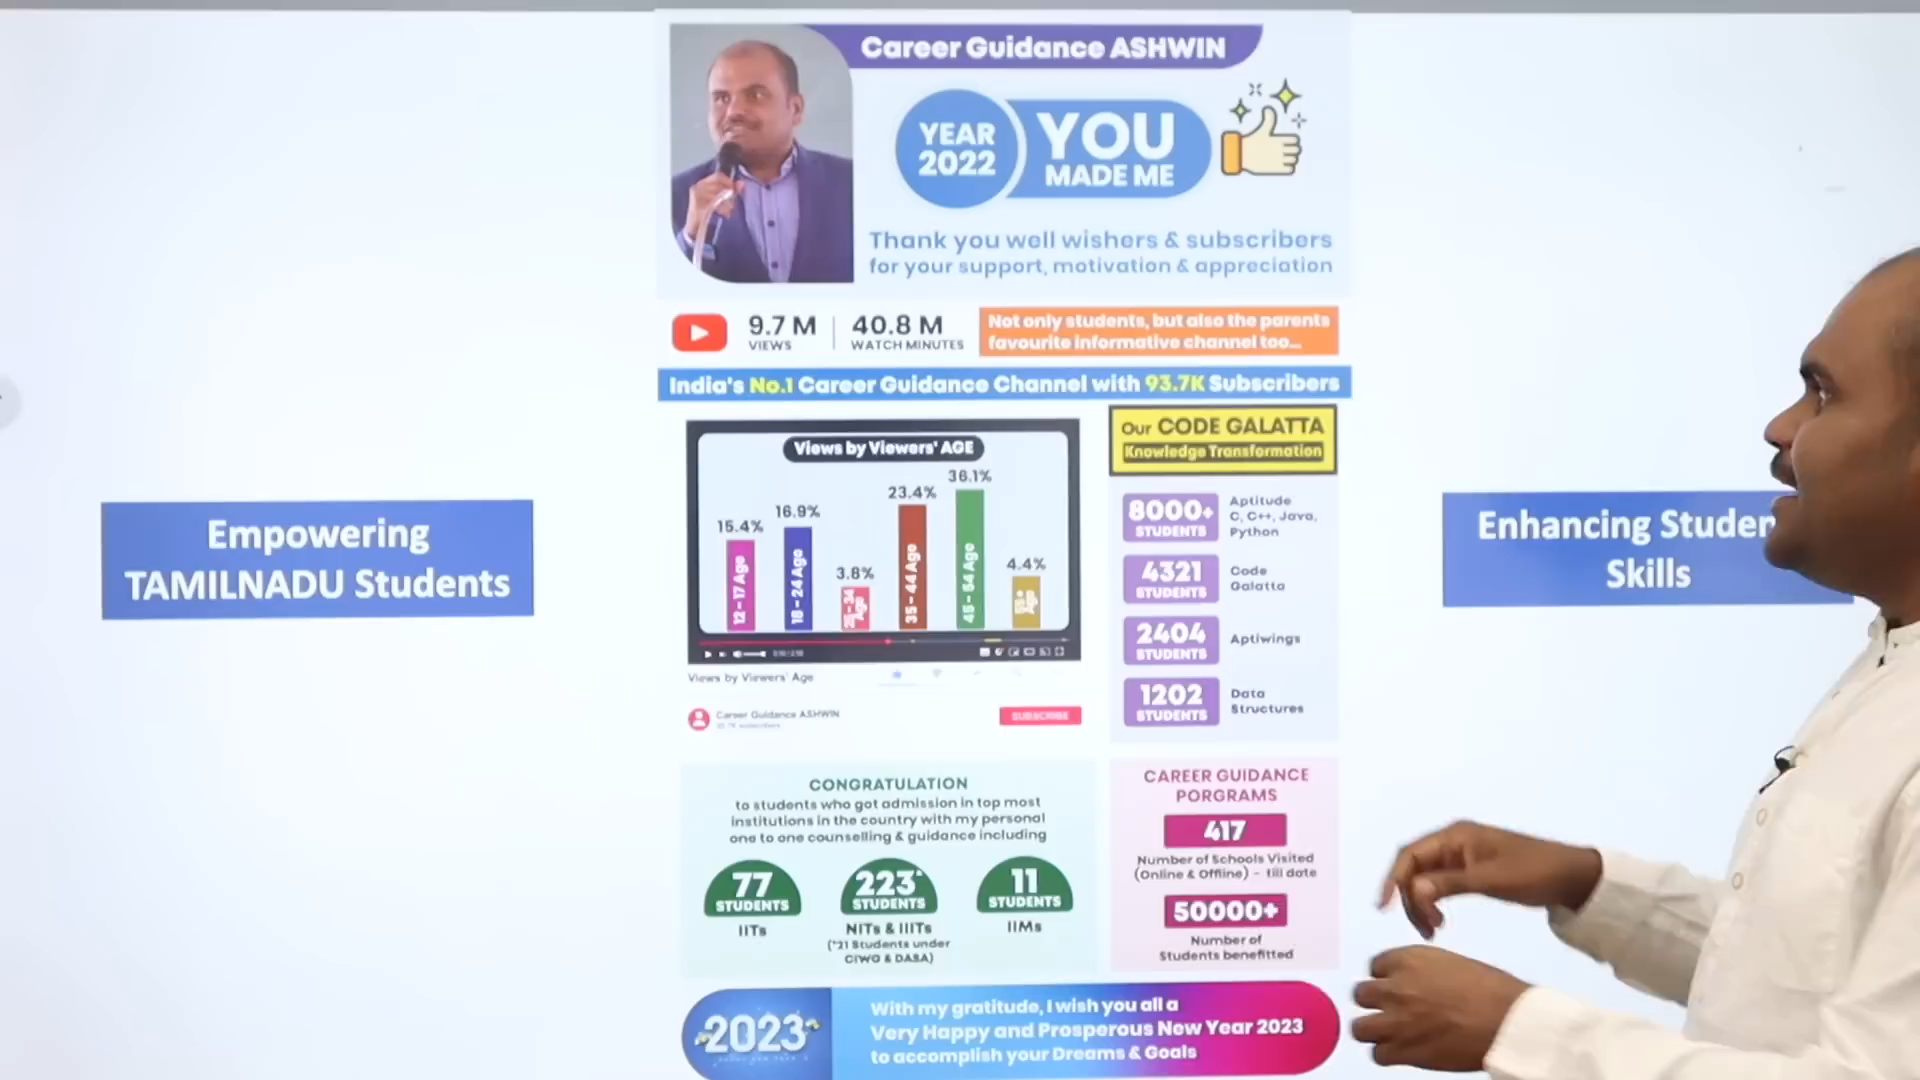 Career Guidance ASHWIN
YEAR
2022
YOU
MADE ME
Thank you well wishers & subscribers
for your support, motivation & appreciation
9.7 M
VIEWS
40.8 M
WATCH MINUTES
Not only students, but also the parents
favourite informative channel too...
India's No.1 Career Guidance Channel with 93.7K Subscribers
Empowering
TAMILNADU Students
Views by Viewers' AGE
15.4%
16.9%
3.8%
23.4%
36.1%
4.4%
12 - 17 Age
18 - 24 Age
25 - 34
Age
35 - 44 Age
45 - 54 Age
Age
Views by Viewers' Age
Career Guidance ASHWIN
SUBSCRIBE
Our CODE GALATTA
Knowledge Transformation
8000+
STUDENTS
Aptitude
C, C++, Java,
Python
4321
STUDENTS
Code
Galatta
2404
STUDENTS
Aptiwings
1202
STUDENTS
Data
Structures
Enhancing Studen
Skills
CONGRATULATION
to students who got admission in top most
institutions in the country with my personal
one to one counselling & guidance including
77
STUDENTS
IITs
223*
STUDENTS
NITs & IIITs
(*21 Students under
CIWG & DASA)
11
STUDENTS
IIMs
CAREER GUIDANCE
PORGRAMS
417
Number of Schools Visited
(Online & Offline) - till date
50000+
Number of
Students benefitted
2023
With my gratitude, I wish you all a
Very Happy and Prosperous New Year 2023
to accomplish your Dreams & Goals